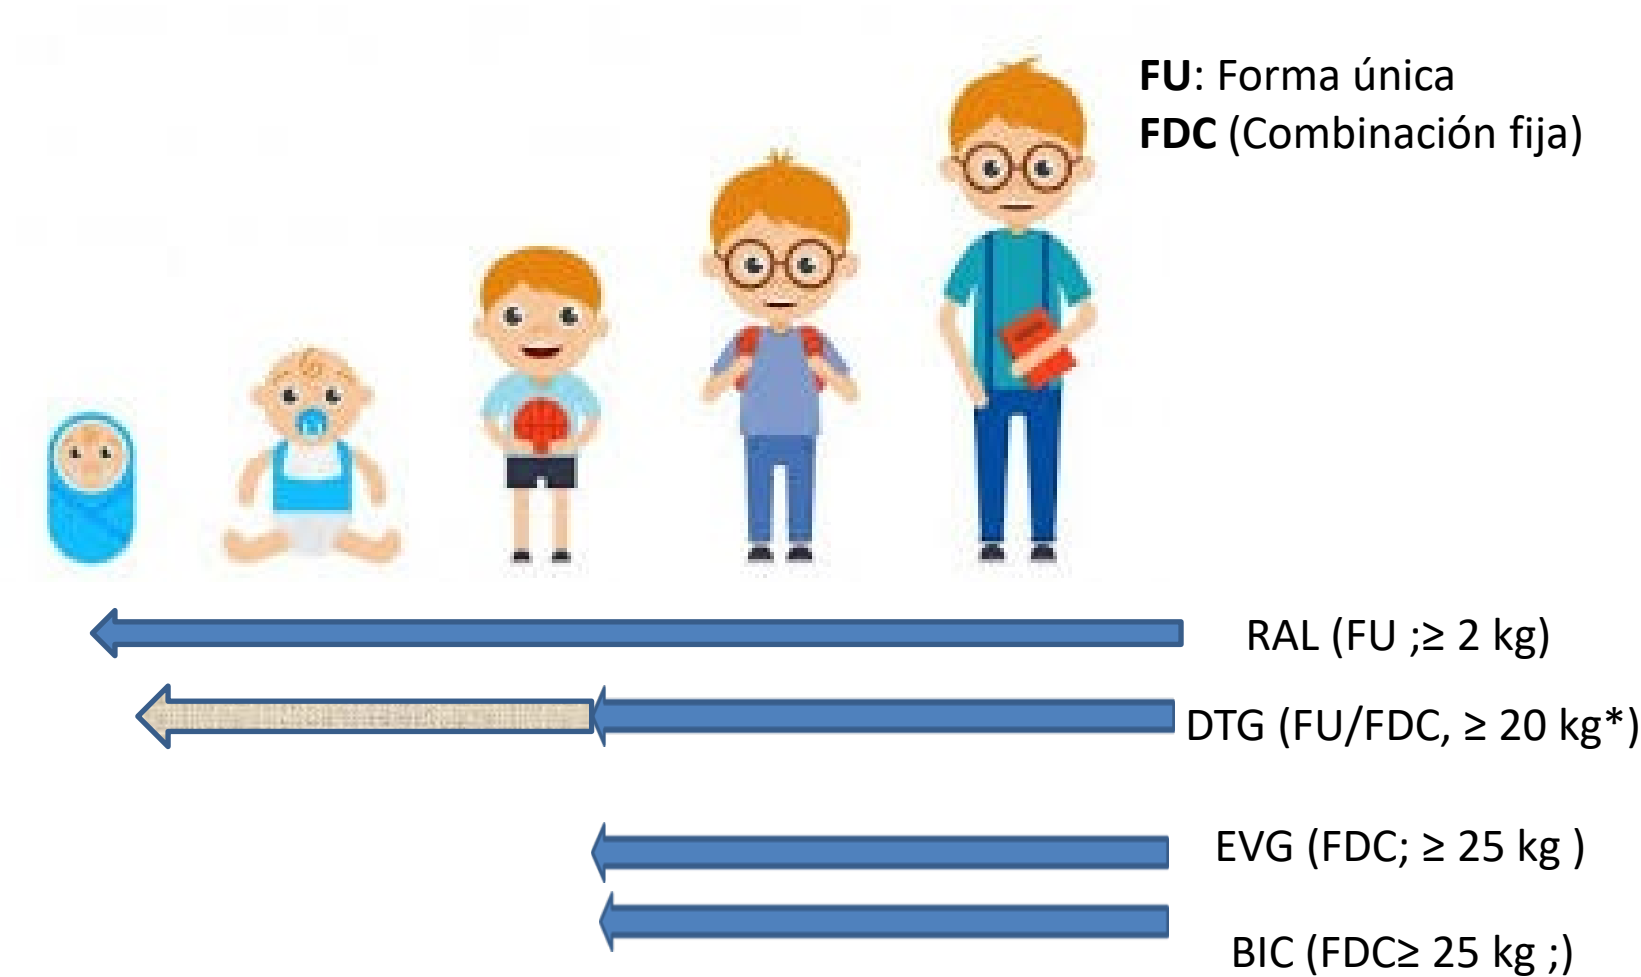 FU: Forma única
FDC (Combinación fija)
RAL (FU ;≥ 2 kg)
DTG (FU/FDC, ≥ 20 kg*)
EVG (FDC; ≥ 25 kg )
BIC (FDC≥ 25 kg ;)